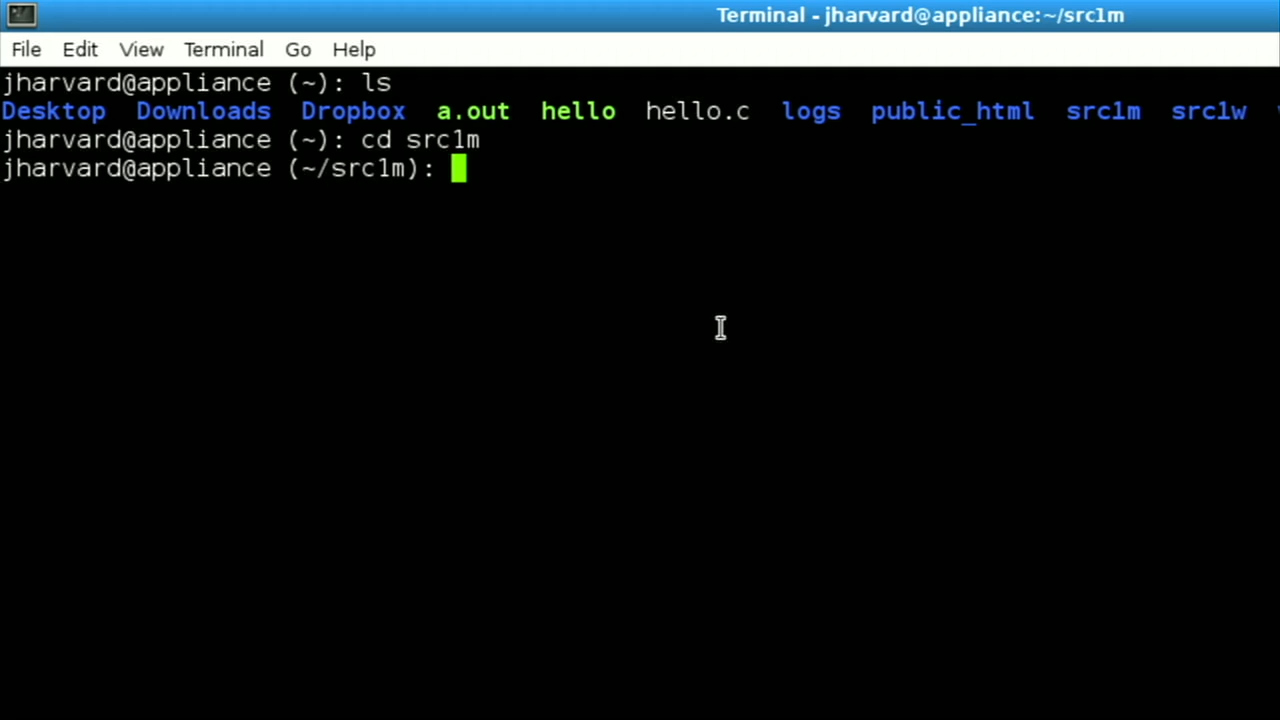 Terminal - jharvard@appliance:~/src1m
File Edit View Terminal Go Help
jharvard@appliance (~): ls
Desktop Downloads Dropbox a.out hello hello.c logs public_html src1m src1w
jharvard@appliance (~): cd src1m
jharvard@appliance (~/src1m):